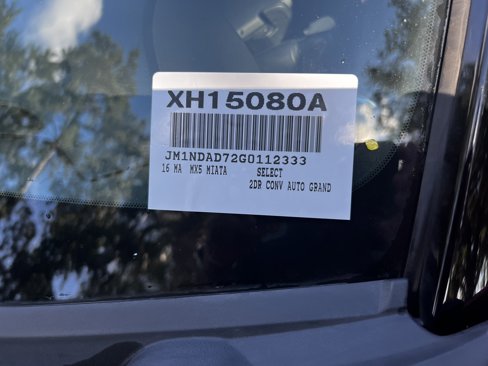 XH15080A
JM1NDAD72G0112333
16 MA MX5 MIATA SELECT
2DR CONV AUTO GRAND